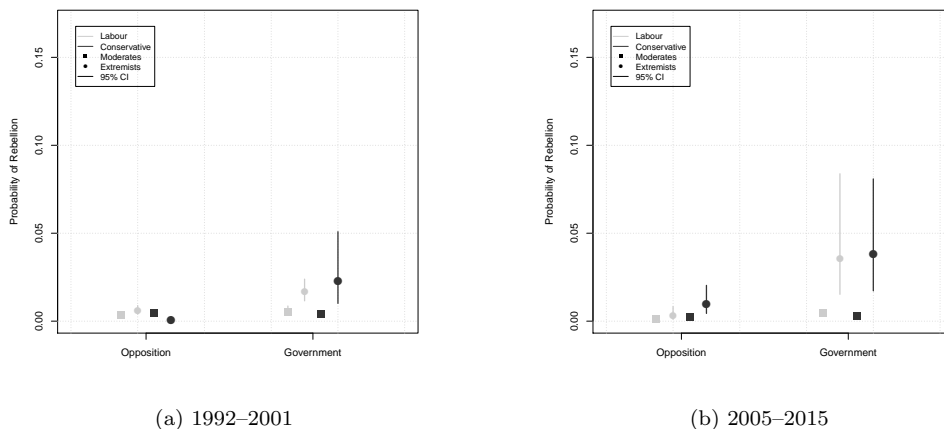 Labour
Conservative
Moderates
Extremists
95% CI
Probability of Rebellion
0.15
0.10
0.05
0.00
Opposition
Government
(a) 1992–2001
Labour
Conservative
Moderates
Extremists
95% CI
Probability of Rebellion
0.15
0.10
0.05
0.00
Opposition
Government
(b) 2005–2015